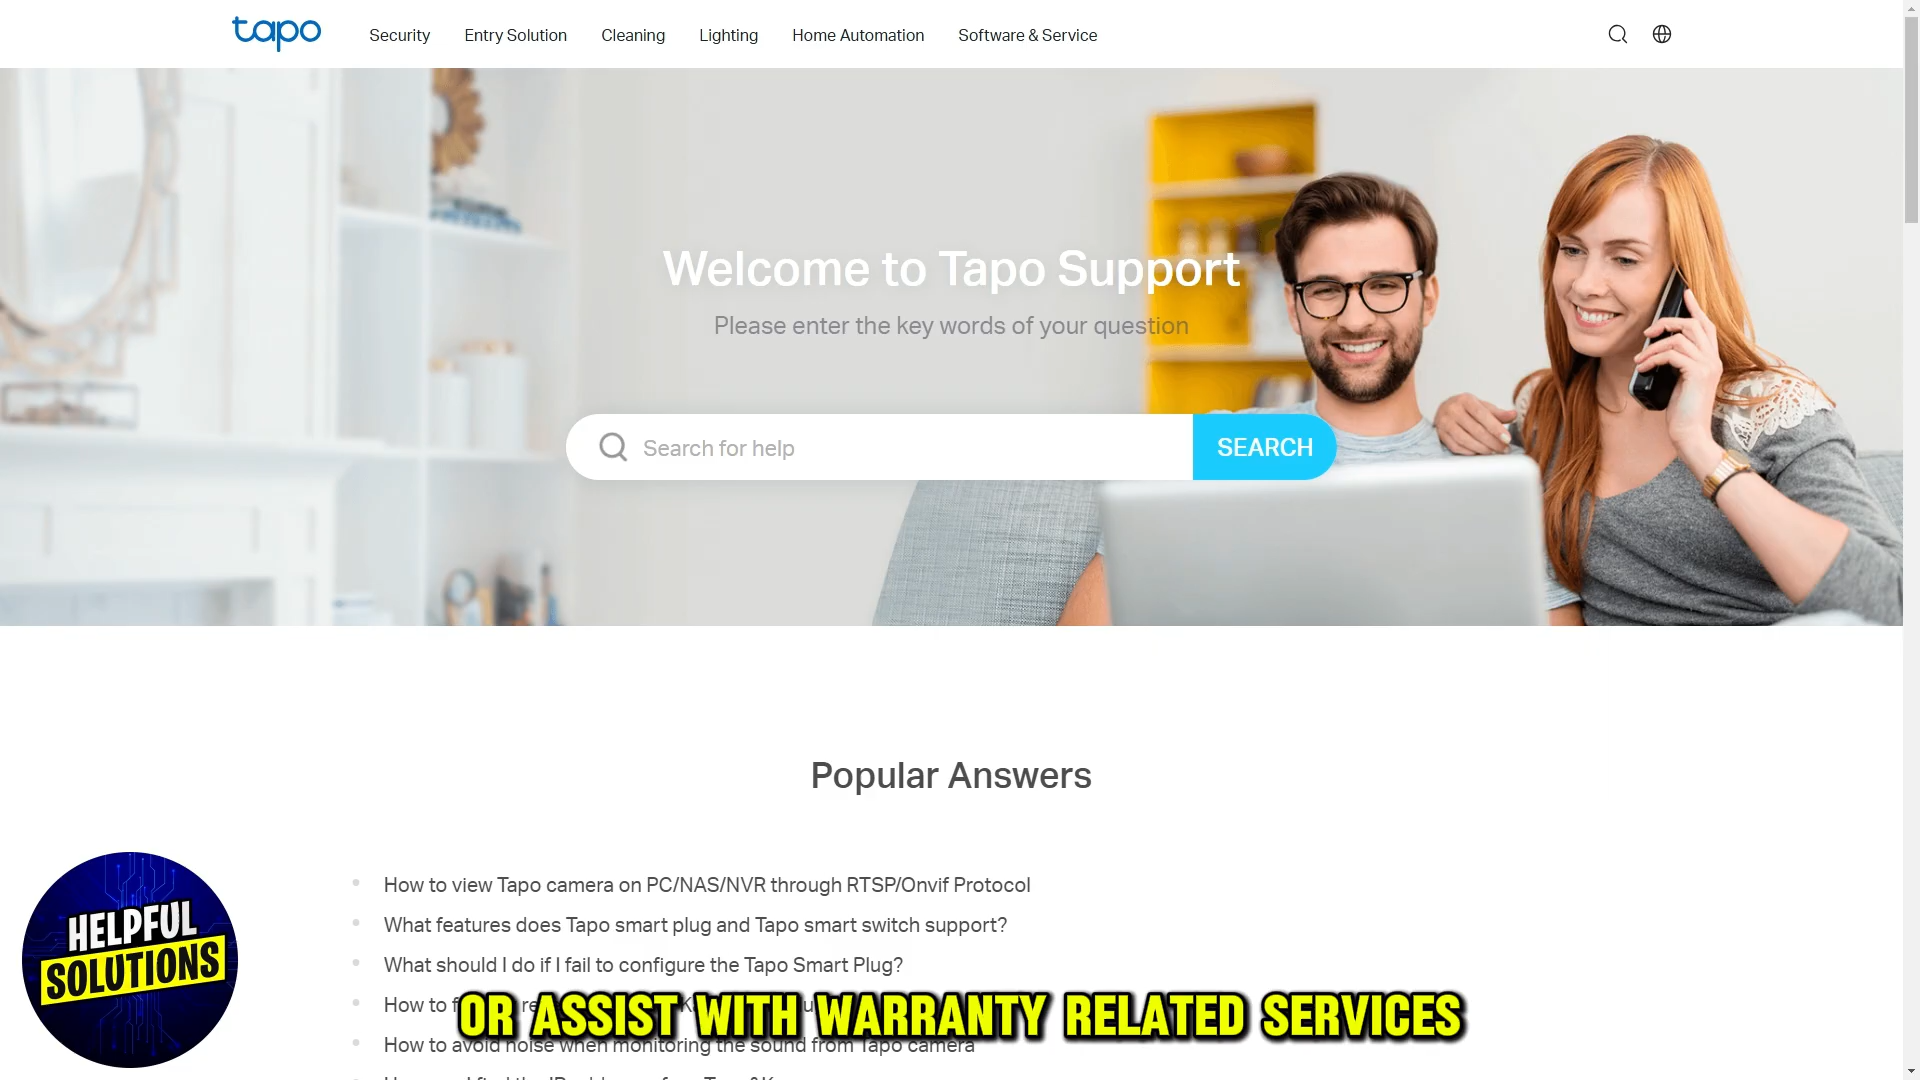 tapo
Security
Entry Solution
Cleaning
Lighting
Home Automation
Software & Service
Welcome to Tapo Support
Please enter the key words of your question
Search for help
SEARCH
Popular Answers
How to view Tapo camera on PC/NAS/NVR through RTSP/Onvif Protocol
What features does Tapo smart plug and Tapo smart switch support?
What should I do if I fail to configure the Tapo Smart Plug?
How to
OR ASSIST WITH WARRANTY RELATED SERVICES
How to avoid noise when monitoring the sound from Tapo camera
HELPFUL
SOLUTIONS